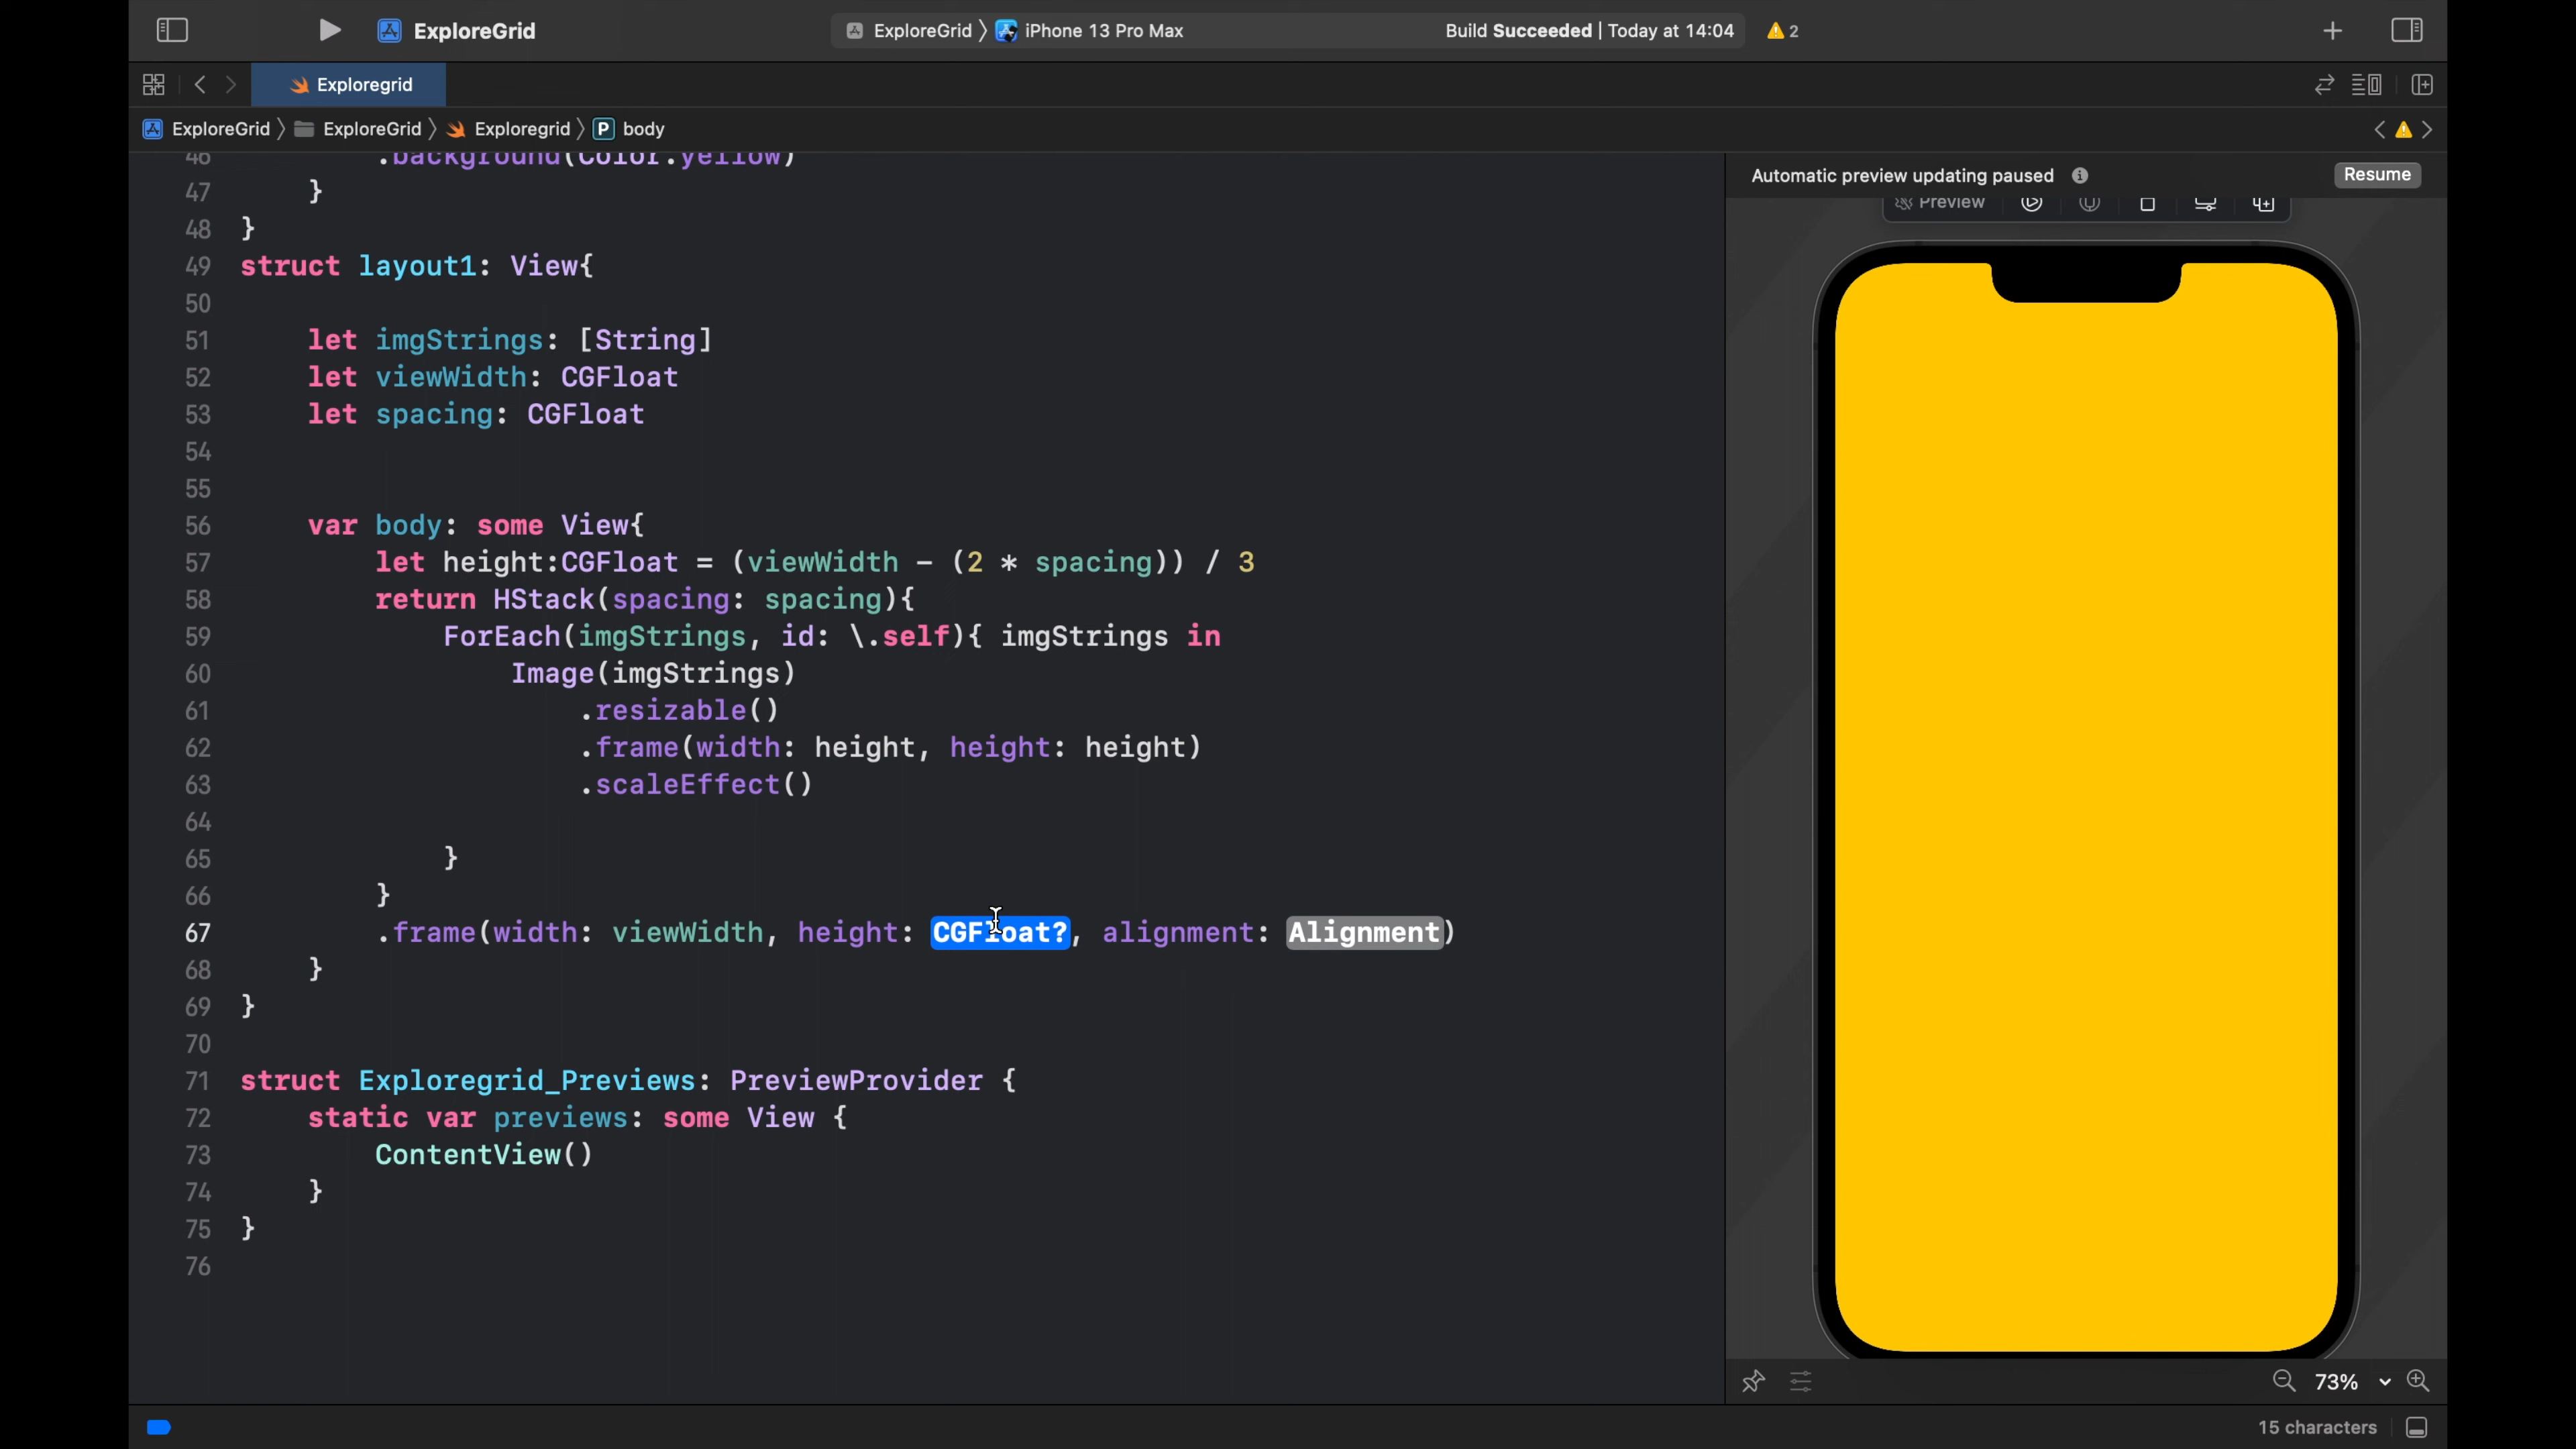 ExploreGrid
ExploreGrid 〉 iPhone 13 Pro Max
Build Succeeded | Today at 14:04
2
Exploregrid
ExploreGrid 〉 ExploreGrid 〉 Exploregrid 〉 P body
Automatic preview updating paused
Resume
Preview
46 .background(Color.yellow)
47 }
48 }
49 struct layout1: View{
50
51 let imgStrings: [String]
52 let viewWidth: CGFloat
53 let spacing: CGFloat
54
55
56 var body: some View{
57 let height:CGFloat = (viewWidth - (2 * spacing)) / 3
58 return HStack(spacing: spacing){
59 ForEach(imgStrings, id: \.self){ imgStrings in
60 Image(imgStrings)
61 .resizable()
62 .frame(width: height, height: height)
63 .scaleEffect()
64
65 }
66 }
67 .frame(width: viewWidth, height: CGFloat?, alignment: Alignment)
68 }
69 }
70
71 struct Exploregrid_Previews: PreviewProvider {
72 static var previews: some View {
73 ContentView()
74 }
75 }
76
73%
15 characters